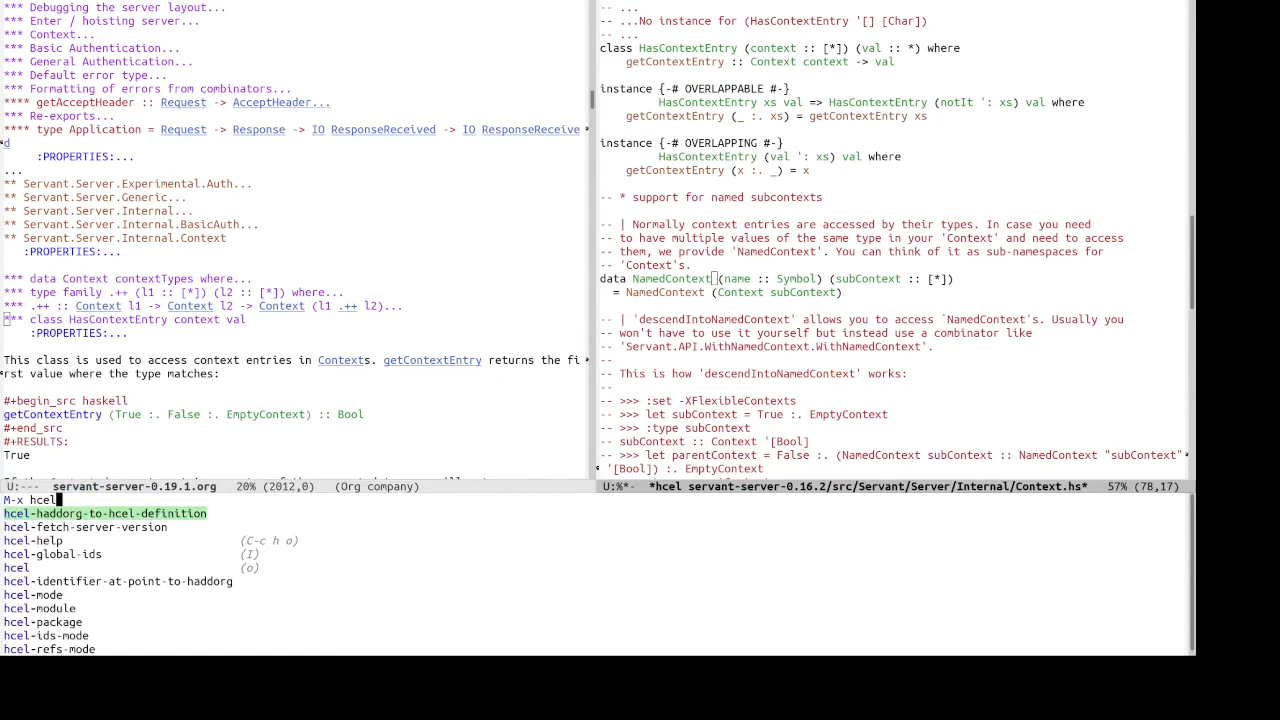 *** Debugging the server layout...
*** Enter / hoisting server...
*** Context...
*** Basic Authentication...
*** General Authentication...
*** Default error type...
*** Formatting of errors from combinators...
**** getAcceptHeader :: Request -> AcceptHeader...
*** Re-exports...
**** type Application = Request -> Response -> IO ResponseReceived -> IO ResponseReceive
d
:PROPERTIES:...
...
** Servant.Server.Experimental.Auth...
** Servant.Server.Generic...
** Servant.Server.Internal...
** Servant.Server.Internal.BasicAuth...
** Servant.Server.Internal.Context
:PROPERTIES:...

*** data Context contextTypes where...
*** type family .++ (l1 :: [*]) (l2 :: [*]) where...
*** .++ :: Context l1 -> Context l2 -> Context (l1 .++ l2)...
*** class HasContextEntry context val
:PROPERTIES:...

This class is used to access context entries in Contexts. getContextEntry returns the fi
rst value where the type matches:

#+begin_src haskell
getContextEntry (True :. False :. EmptyContext) :: Bool
#+end_src
#+RESULTS:
True

U:--- servant-server-0.19.1.org 20% (2012,0) (Org company)
-- ...
-- ...No instance for (HasContextEntry '[] [Char])
-- ...
class HasContextEntry (context :: [*]) (val :: *) where
getContextEntry :: Context context -> val

instance {-# OVERLAPPABLE #-}
HasContextEntry xs val => HasContextEntry (notIt ': xs) val where
getContextEntry (_ :. xs) = getContextEntry xs

instance {-# OVERLAPPING #-}
HasContextEntry (val ': xs) val where
getContextEntry (x :. _) = x

-- * support for named subcontexts

-- | Normally context entries are accessed by their types. In case you need
-- to have multiple values of the same type in your 'Context' and need to access
-- them, we provide 'NamedContext'. You can think of it as sub-namespaces for
-- 'Context's.
data NamedContext (name :: Symbol) (subContext :: [*])
= NamedContext (Context subContext)

-- | 'descendIntoNamedContext' allows you to access `NamedContext's. Usually you
-- won't have to use it yourself but instead use a combinator like
-- 'Servant.API.WithNamedContext.WithNamedContext'.
--
-- This is how 'descendIntoNamedContext' works:
--
-- >>> :set -XFlexibleContexts
-- >>> let subContext = True :. EmptyContext
-- >>> :type subContext
-- subContext :: Context '[Bool]
-- >>> let parentContext = False :. (NamedContext subContext :: NamedContext "subContext"
'[Bool]) :. EmptyContext
U:%*- *hcel servant-server-0.16.2/src/Servant/Server/Internal/Context.hs* 57% (78,17)
M-x hcel
hcel-haddorg-to-hcel-definition
hcel-fetch-server-version
hcel-help (C-c h o)
hcel-global-ids (I)
hcel (o)
hcel-identifier-at-point-to-haddorg
hcel-mode
hcel-module
hcel-package
hcel-ids-mode
hcel-refs-mode